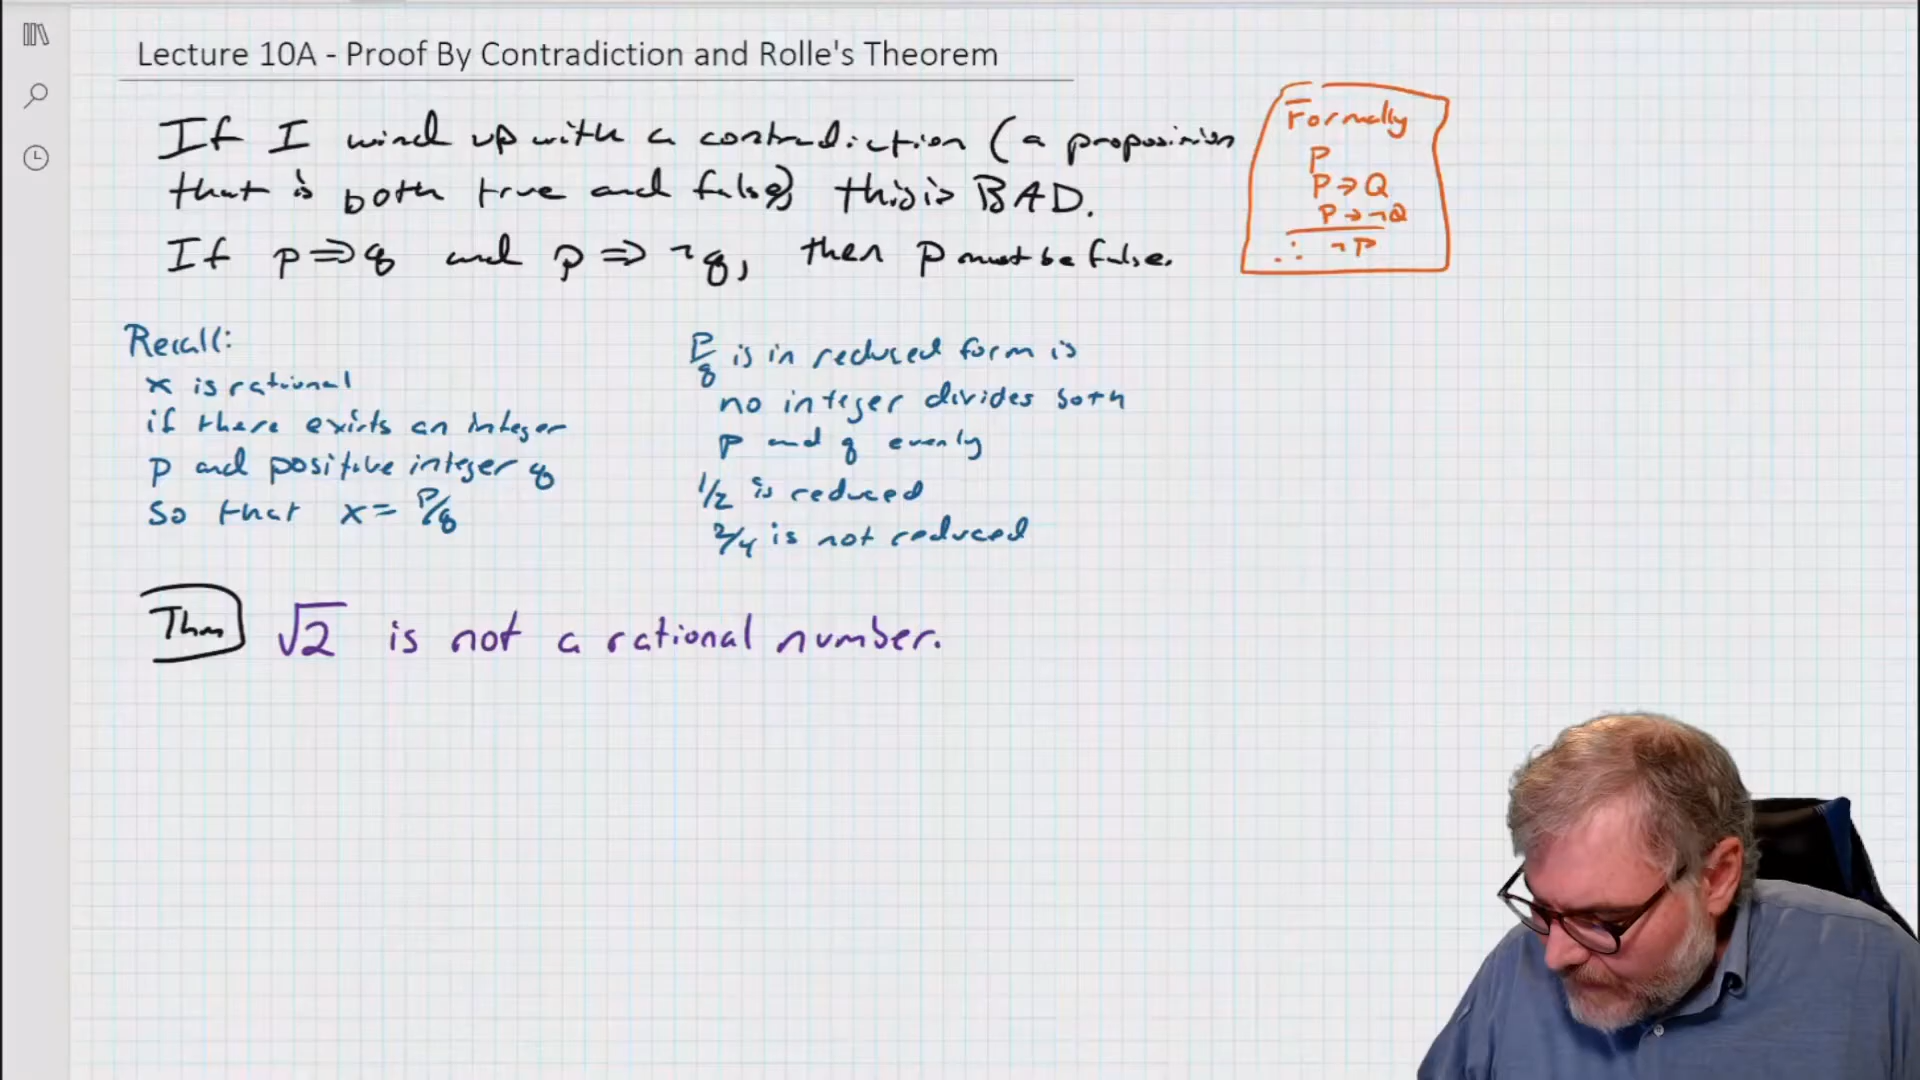 Lecture 10A - Proof By Contradiction and Rolle's Theorem
If I wind up with a contradiction (a proposition
that is both true and false), this is BAD.
If p ⇒ q and p ⇒ ¬q, then p must be false.
Formally
P
P → Q
P → ¬Q
∴ ¬P
Recall:
x is rational
if there exists an integer
p and positive integer q
so that x = p/q
p/q is in reduced form is
no integer divides both
p and q evenly
1/2 is reduced
2/4 is not reduced
Thm √2 is not a rational number.